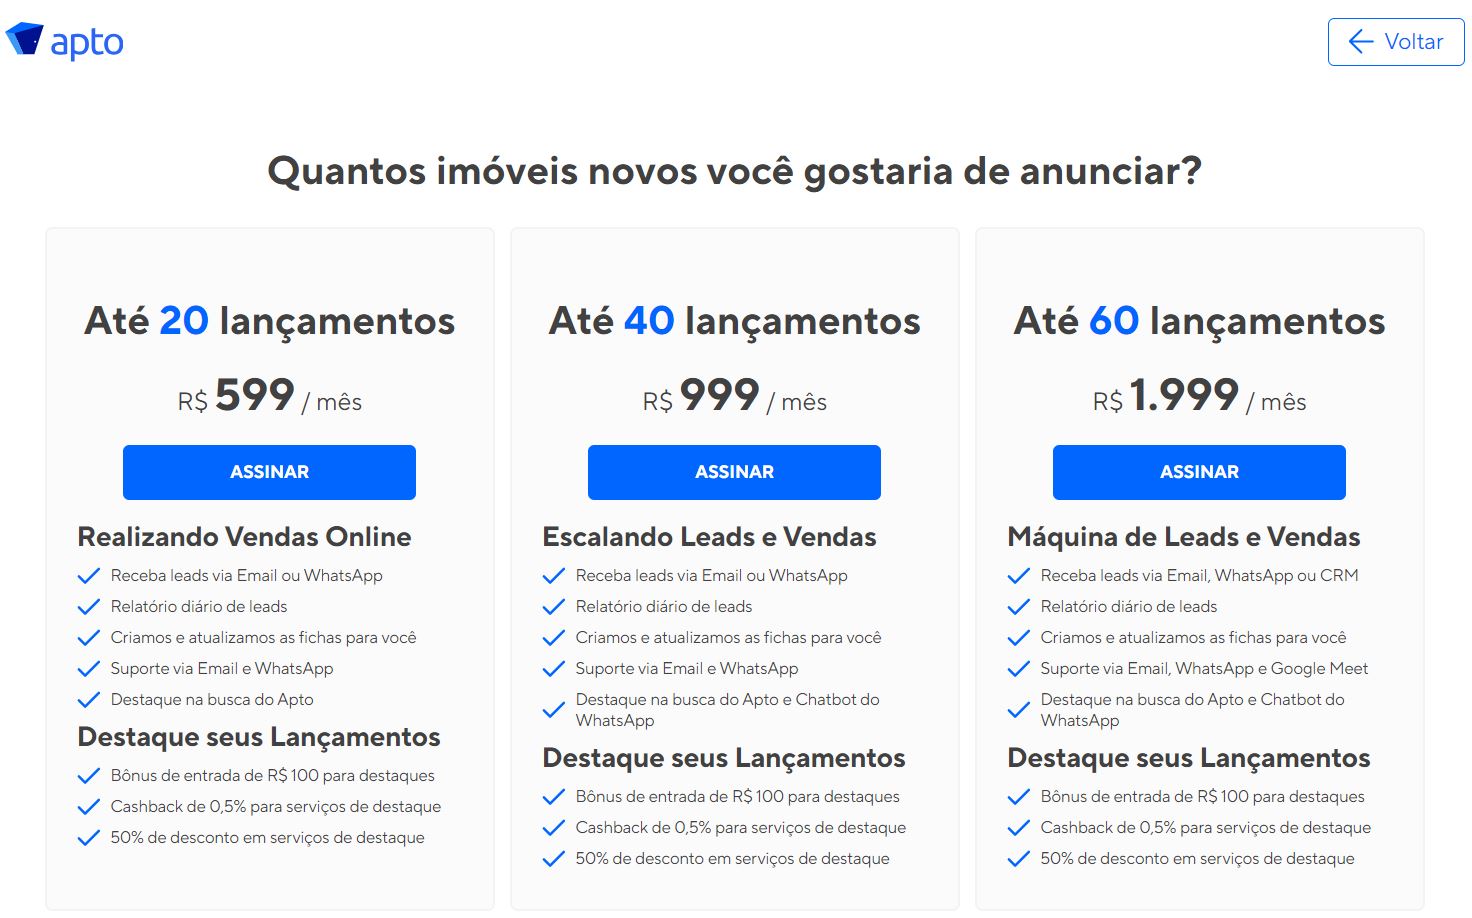 apto
Voltar
Quantos imóveis novos você gostaria de anunciar?
Até 20 lançamentos
R$ 599 / mês
ASSINAR
Realizando Vendas Online
Receba leads via Email ou WhatsApp
Relatório diário de leads
Criamos e atualizamos as fichas para você
Suporte via Email e WhatsApp
Destaque na busca do Apto
Destaque seus Lançamentos
Bônus de entrada de R$ 100 para destaques
Cashback de 0,5% para serviços de destaque
50% de desconto em serviços de destaque
Até 40 lançamentos
R$ 999 / mês
ASSINAR
Escalando Leads e Vendas
Receba leads via Email ou WhatsApp
Relatório diário de leads
Criamos e atualizamos as fichas para você
Suporte via Email e WhatsApp
Destaque na busca do Apto e Chatbot do
WhatsApp
Destaque seus Lançamentos
Bônus de entrada de R$ 100 para destaques
Cashback de 0,5% para serviços de destaque
50% de desconto em serviços de destaque
Até 60 lançamentos
R$ 1.999 / mês
ASSINAR
Máquina de Leads e Vendas
Receba leads via Email, WhatsApp ou CRM
Relatório diário de leads
Criamos e atualizamos as fichas para você
Suporte via Email, WhatsApp e Google Meet
Destaque na busca do Apto e Chatbot do
WhatsApp
Destaque seus Lançamentos
Bônus de entrada de R$ 100 para destaques
Cashback de 0,5% para serviços de destaque
50% de desconto em serviços de destaque